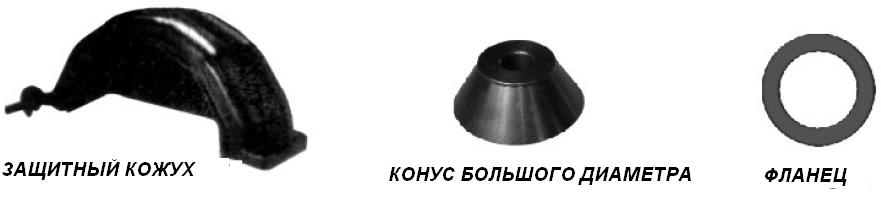 ЗАЩИТНЫЙ КОЖУХ
КОНУС БОЛЬШОГО ДИАМЕТРА
ФЛАНЕЦ